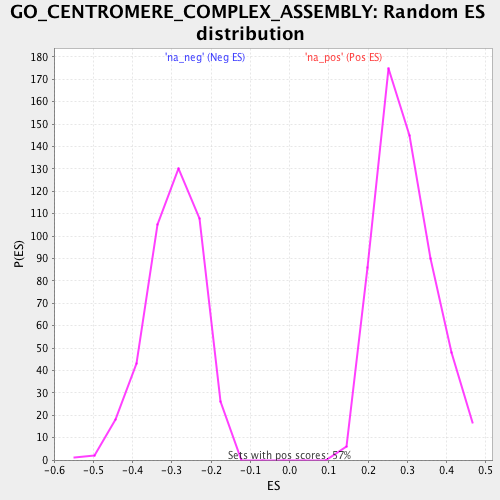 GO_CENTROMERE_COMPLEX_ASSEMBLY: Random ES
distribution
'na_neg' (Neg ES) 'na_pos' (Pos ES)
180
170
160
150
140
130
120
110
100
90
80
70
60
50
40
30
20
10
0
P(ES)
Sets with pos scores: 57%
-0.6 -0.5 -0.4 -0.3 -0.2 -0.1 0.0 0.1 0.2 0.3 0.4 0.5
ES